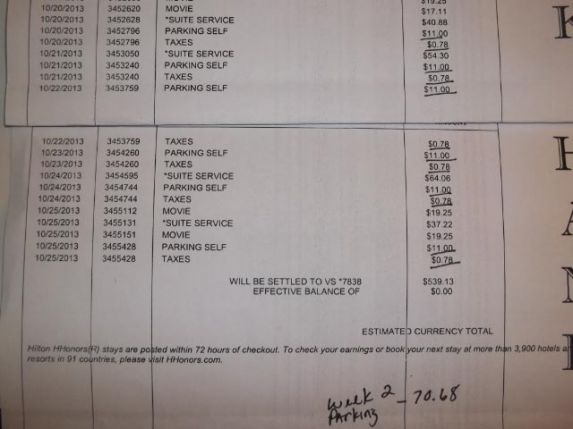 10/20/2013 3452620 MOVIE $17.11
10/20/2013 3452628 *SUITE SERVICE $40.88
10/20/2013 3452796 PARKING SELF $11.00
10/20/2013 3452796 TAXES $0.78
10/21/2013 3453050 *SUITE SERVICE $54.30
10/21/2013 3453240 PARKING SELF $11.00
10/21/2013 3453240 TAXES $0.78
10/22/2013 3453759 PARKING SELF $11.00
10/22/2013 3453759 TAXES $0.78
10/23/2013 3454260 PARKING SELF $11.00
10/23/2013 3454260 TAXES $0.78
10/24/2013 3454595 *SUITE SERVICE $64.06
10/24/2013 3454744 PARKING SELF $11.00
10/24/2013 3454744 TAXES $0.78
10/25/2013 3455112 MOVIE $19.25
10/25/2013 3455131 *SUITE SERVICE $37.22
10/25/2013 3455151 MOVIE $19.25
10/25/2013 3455428 PARKING SELF $11.00
10/25/2013 3455428 TAXES $0.78
WILL BE SETTLED TO VS *7838 $539.13
EFFECTIVE BALANCE OF $0.00
ESTIMATED CURRENCY TOTAL
Hilton HHonors(R) stays are posted within 72 hours of checkout. To check your earnings or book your next stay at more than 3,900 hotels
resorts in 91 countries, please visit HHonors.com.
Week 2 - 70.68
Parking